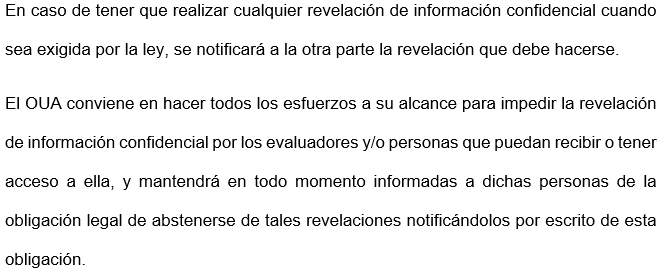 En caso de tener que realizar cualquier revelación de información confidencial cuando
sea exigida por la ley, se notificará a la otra parte la revelación que debe hacerse.
El OUA conviene en hacer todos los esfuerzos a su alcance para impedir la revelación
de información confidencial por los evaluadores y/o personas que puedan recibir o tener
acceso a ella, y mantendrá en todo momento informadas a dichas personas de la
obligación legal de abstenerse de tales revelaciones notificándolos por escrito de esta
obligación.